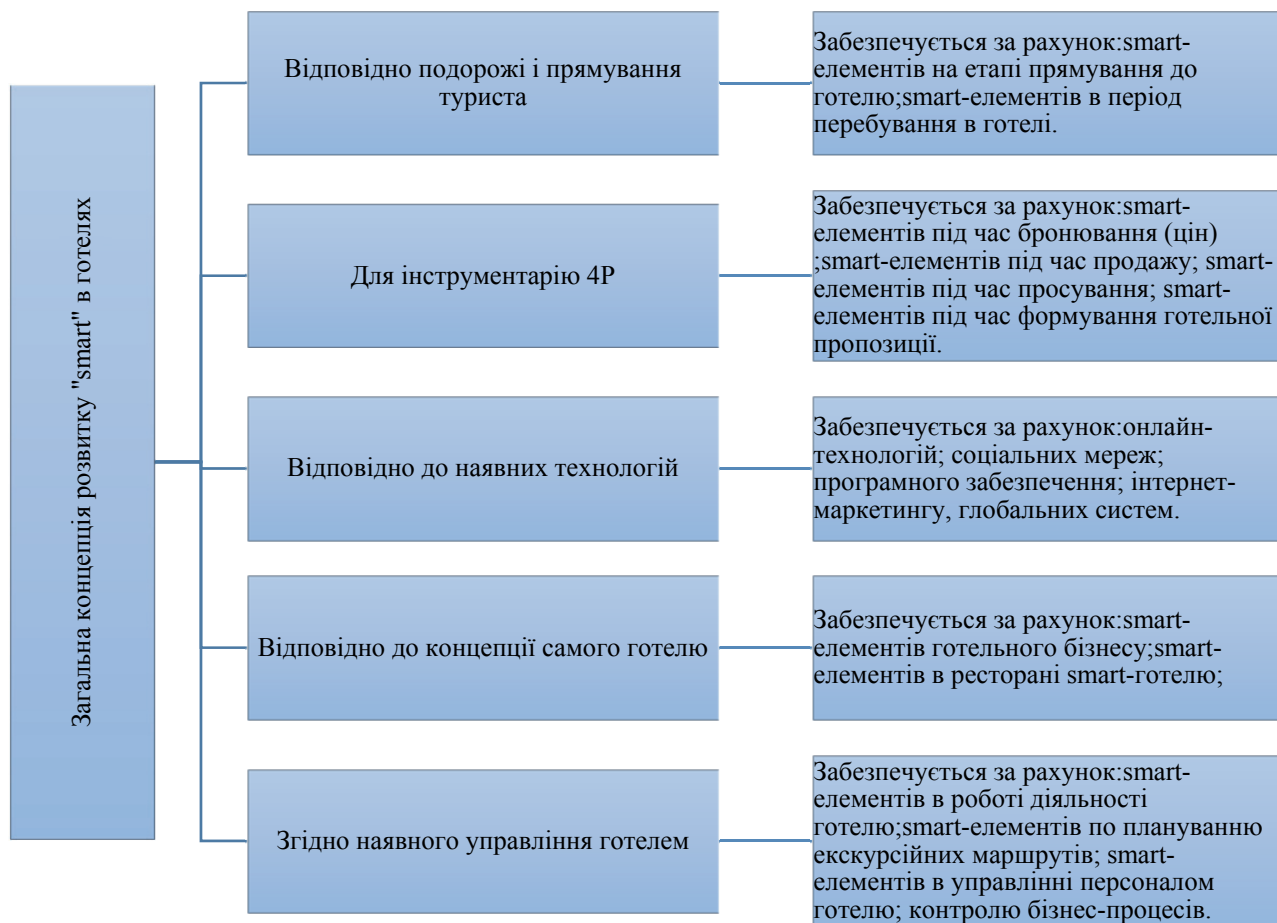 Загальна концепція розвитку "smart" в готелях
Відповідно подорожі і прямування
туриста
Забезпечується за рахунок:smart-
елементів на етапі прямування до
готелю;smart-елементів в період
перебування в готелі.
Для інструментарію 4Р
Забезпечується за рахунок:smart-
елементів під час бронювання (цін)
;smart-елементів під час продажу; smart-
елементів під час просування; smart-
елементів під час формування готельної
пропозиції.
Відповідно до наявних технологій
Забезпечується за рахунок:онлайн-
технологій; соціальних мереж;
програмного забезпечення; інтернет-
маркетингу, глобальних систем.
Відповідно до концепції самого готелю
Забезпечується за рахунок:smart-
елементів готельного бізнесу;smart-
елементів в ресторані smart-готелю;
Згідно наявного управління готелем
Забезпечується за рахунок:smart-
елементів в роботі діяльності
готелю;smart-елементів по плануванню
екскурсійних маршрутів; smart-
елементів в управлінні персоналом
готелю; контролю бізнес-процесів.